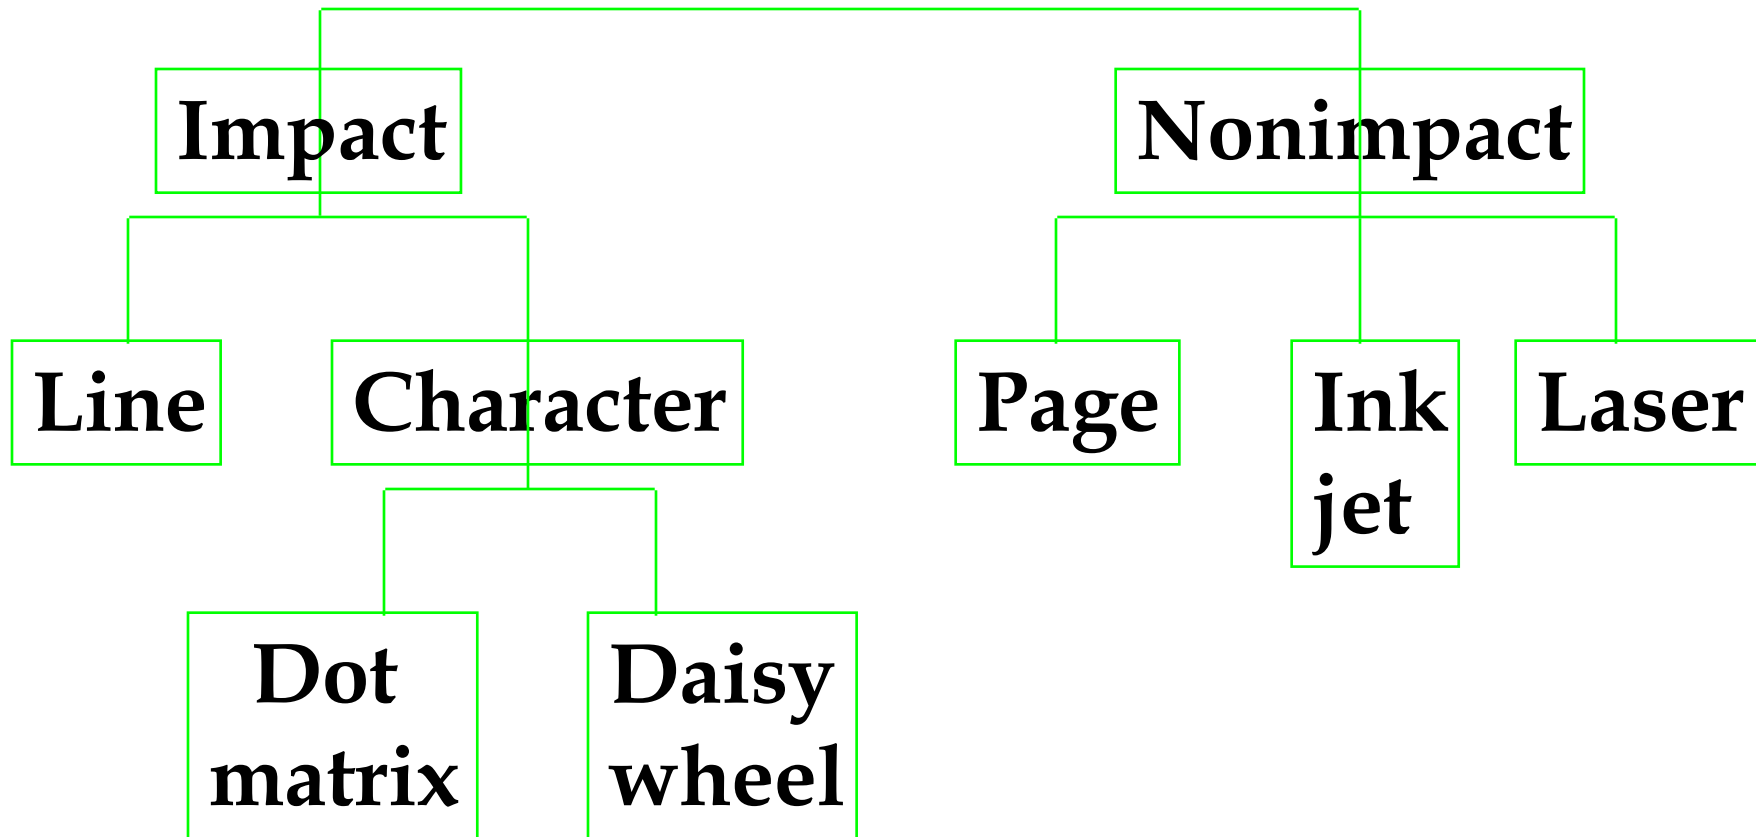 Impact
Nonimpact
Line
Character
Page
Ink
jet
Laser
Dot
matrix
Daisy
wheel